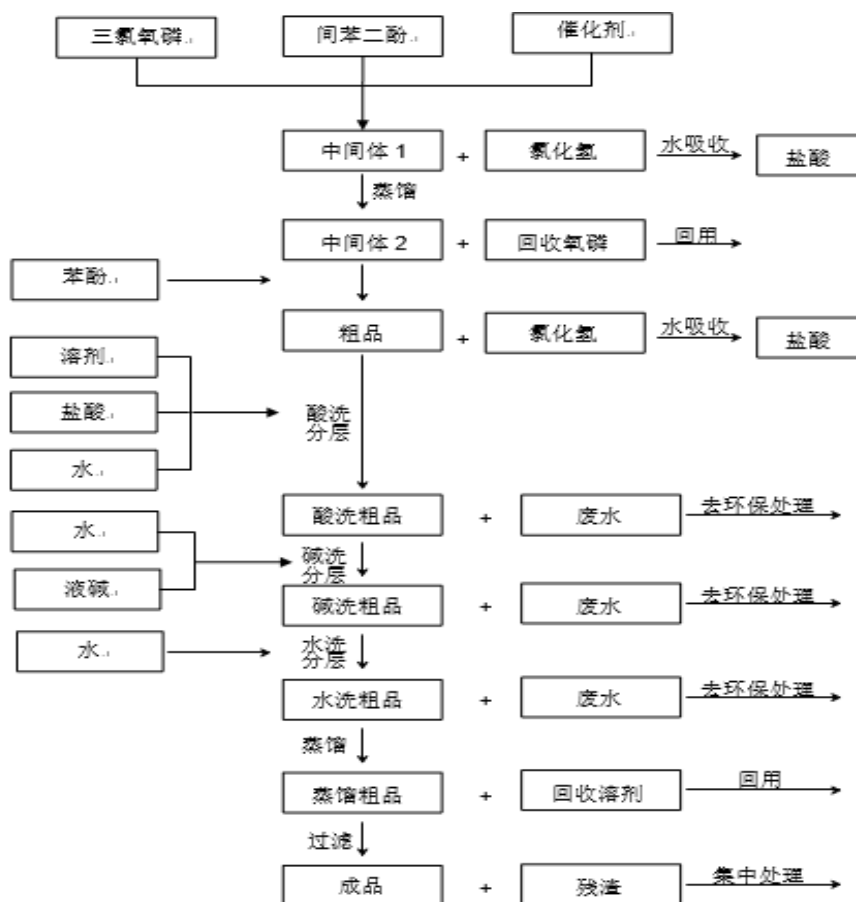 三氯氧磷
间苯二酚
催化剂
中间体 1
+
氯化氢
水吸收
盐酸
蒸馏
中间体 2
+
回收氧磷
回用
苯酚
粗品
+
氯化氢
水吸收
盐酸
溶剂
盐酸
水
酸洗
分层
酸洗粗品
+
废水
去环保处理
水
液碱
碱洗
分层
碱洗粗品
+
废水
去环保处理
水
水洗
分层
水洗粗品
+
废水
去环保处理
蒸馏
蒸馏粗品
+
回收溶剂
回用
过滤
成品
+
残渣
集中处理